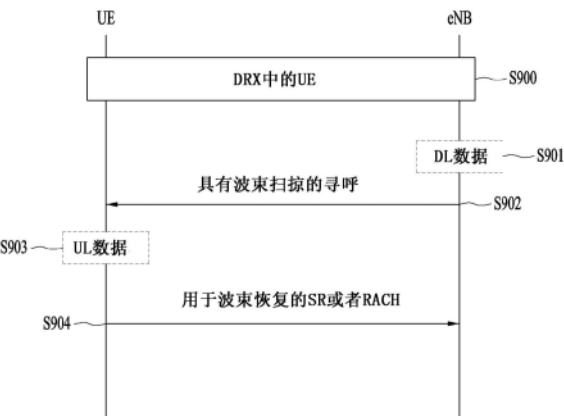 UE
eNB
DRX中的UE
S900
DL数据
S901
具有波束扫掠的寻呼
S902
S903
UL数据
用于波束恢复的SR或者RACH
S904